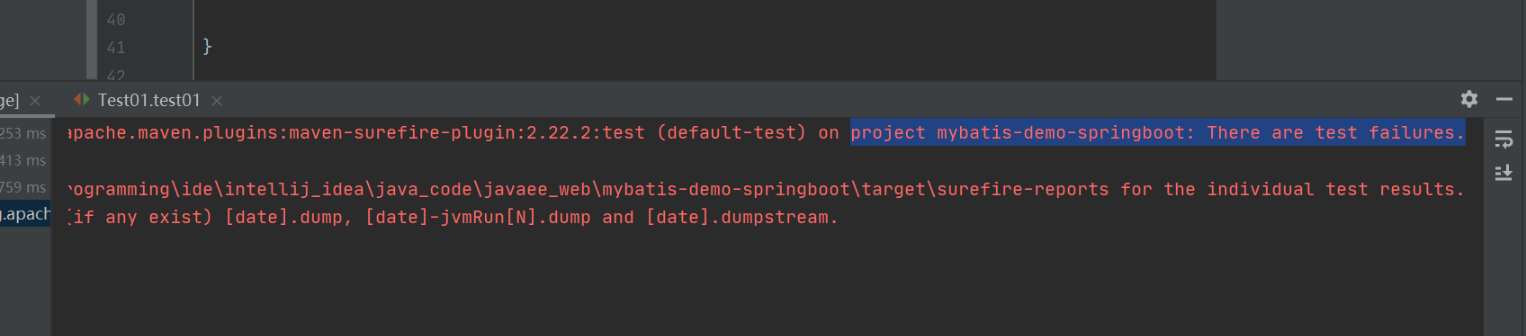 40
41
}
42
ge]
Test01.test01
253 ms
apache.maven.plugins:maven-surefire-plugin:2.22.2:test (default-test) on project mybatis-demo-springboot: There are test failures.
413 ms
759 ms
rogramming\ide\intellij_idea\java_code\javaee_web\mybatis-demo-springboot\target\surefire-reports for the individual test results.
g.apach
(if any exist) [date].dump, [date]-jvmRun[N].dump and [date].dumpstream.